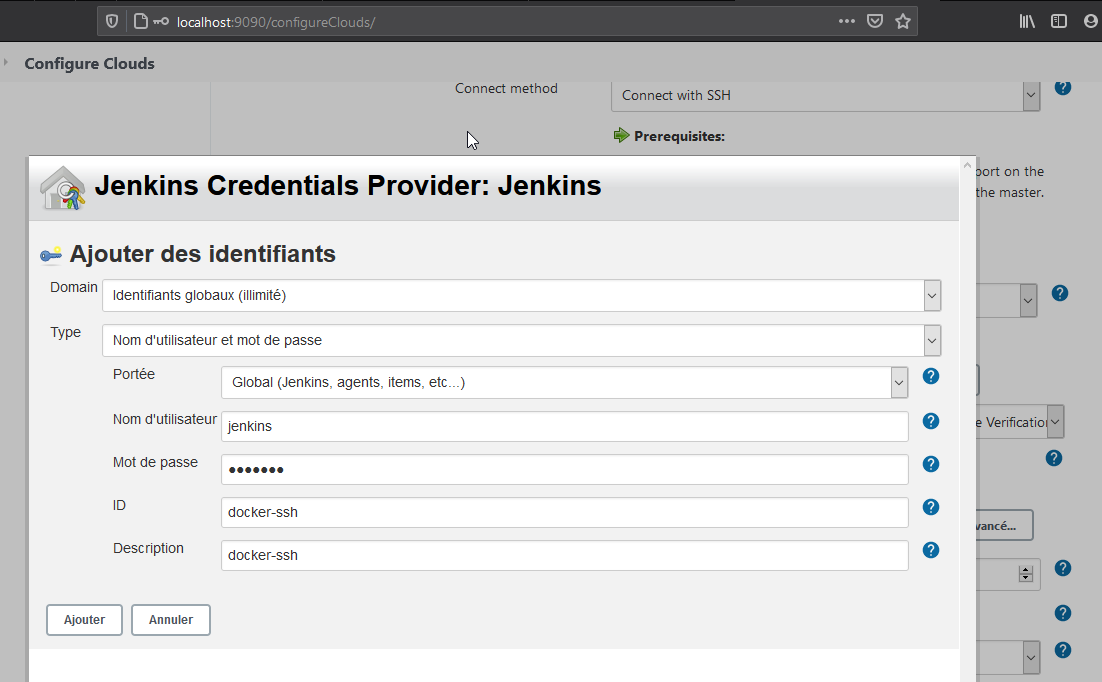 localhost:9090/configureClouds/
Configure Clouds
Connect method
Connect with SSH
Prerequisites:
port on the
the master.
Jenkins Credentials Provider: Jenkins
Ajouter des identifiants
Domain
Identifiants globaux (illimité)
Type
Nom d'utilisateur et mot de passe
Portée
Global (Jenkins, agents, items, etc...)
Nom d'utilisateur
jenkins
e Verification
Mot de passe
•••••••
ID
docker-ssh
vancé...
Description
docker-ssh
Ajouter
Annuler